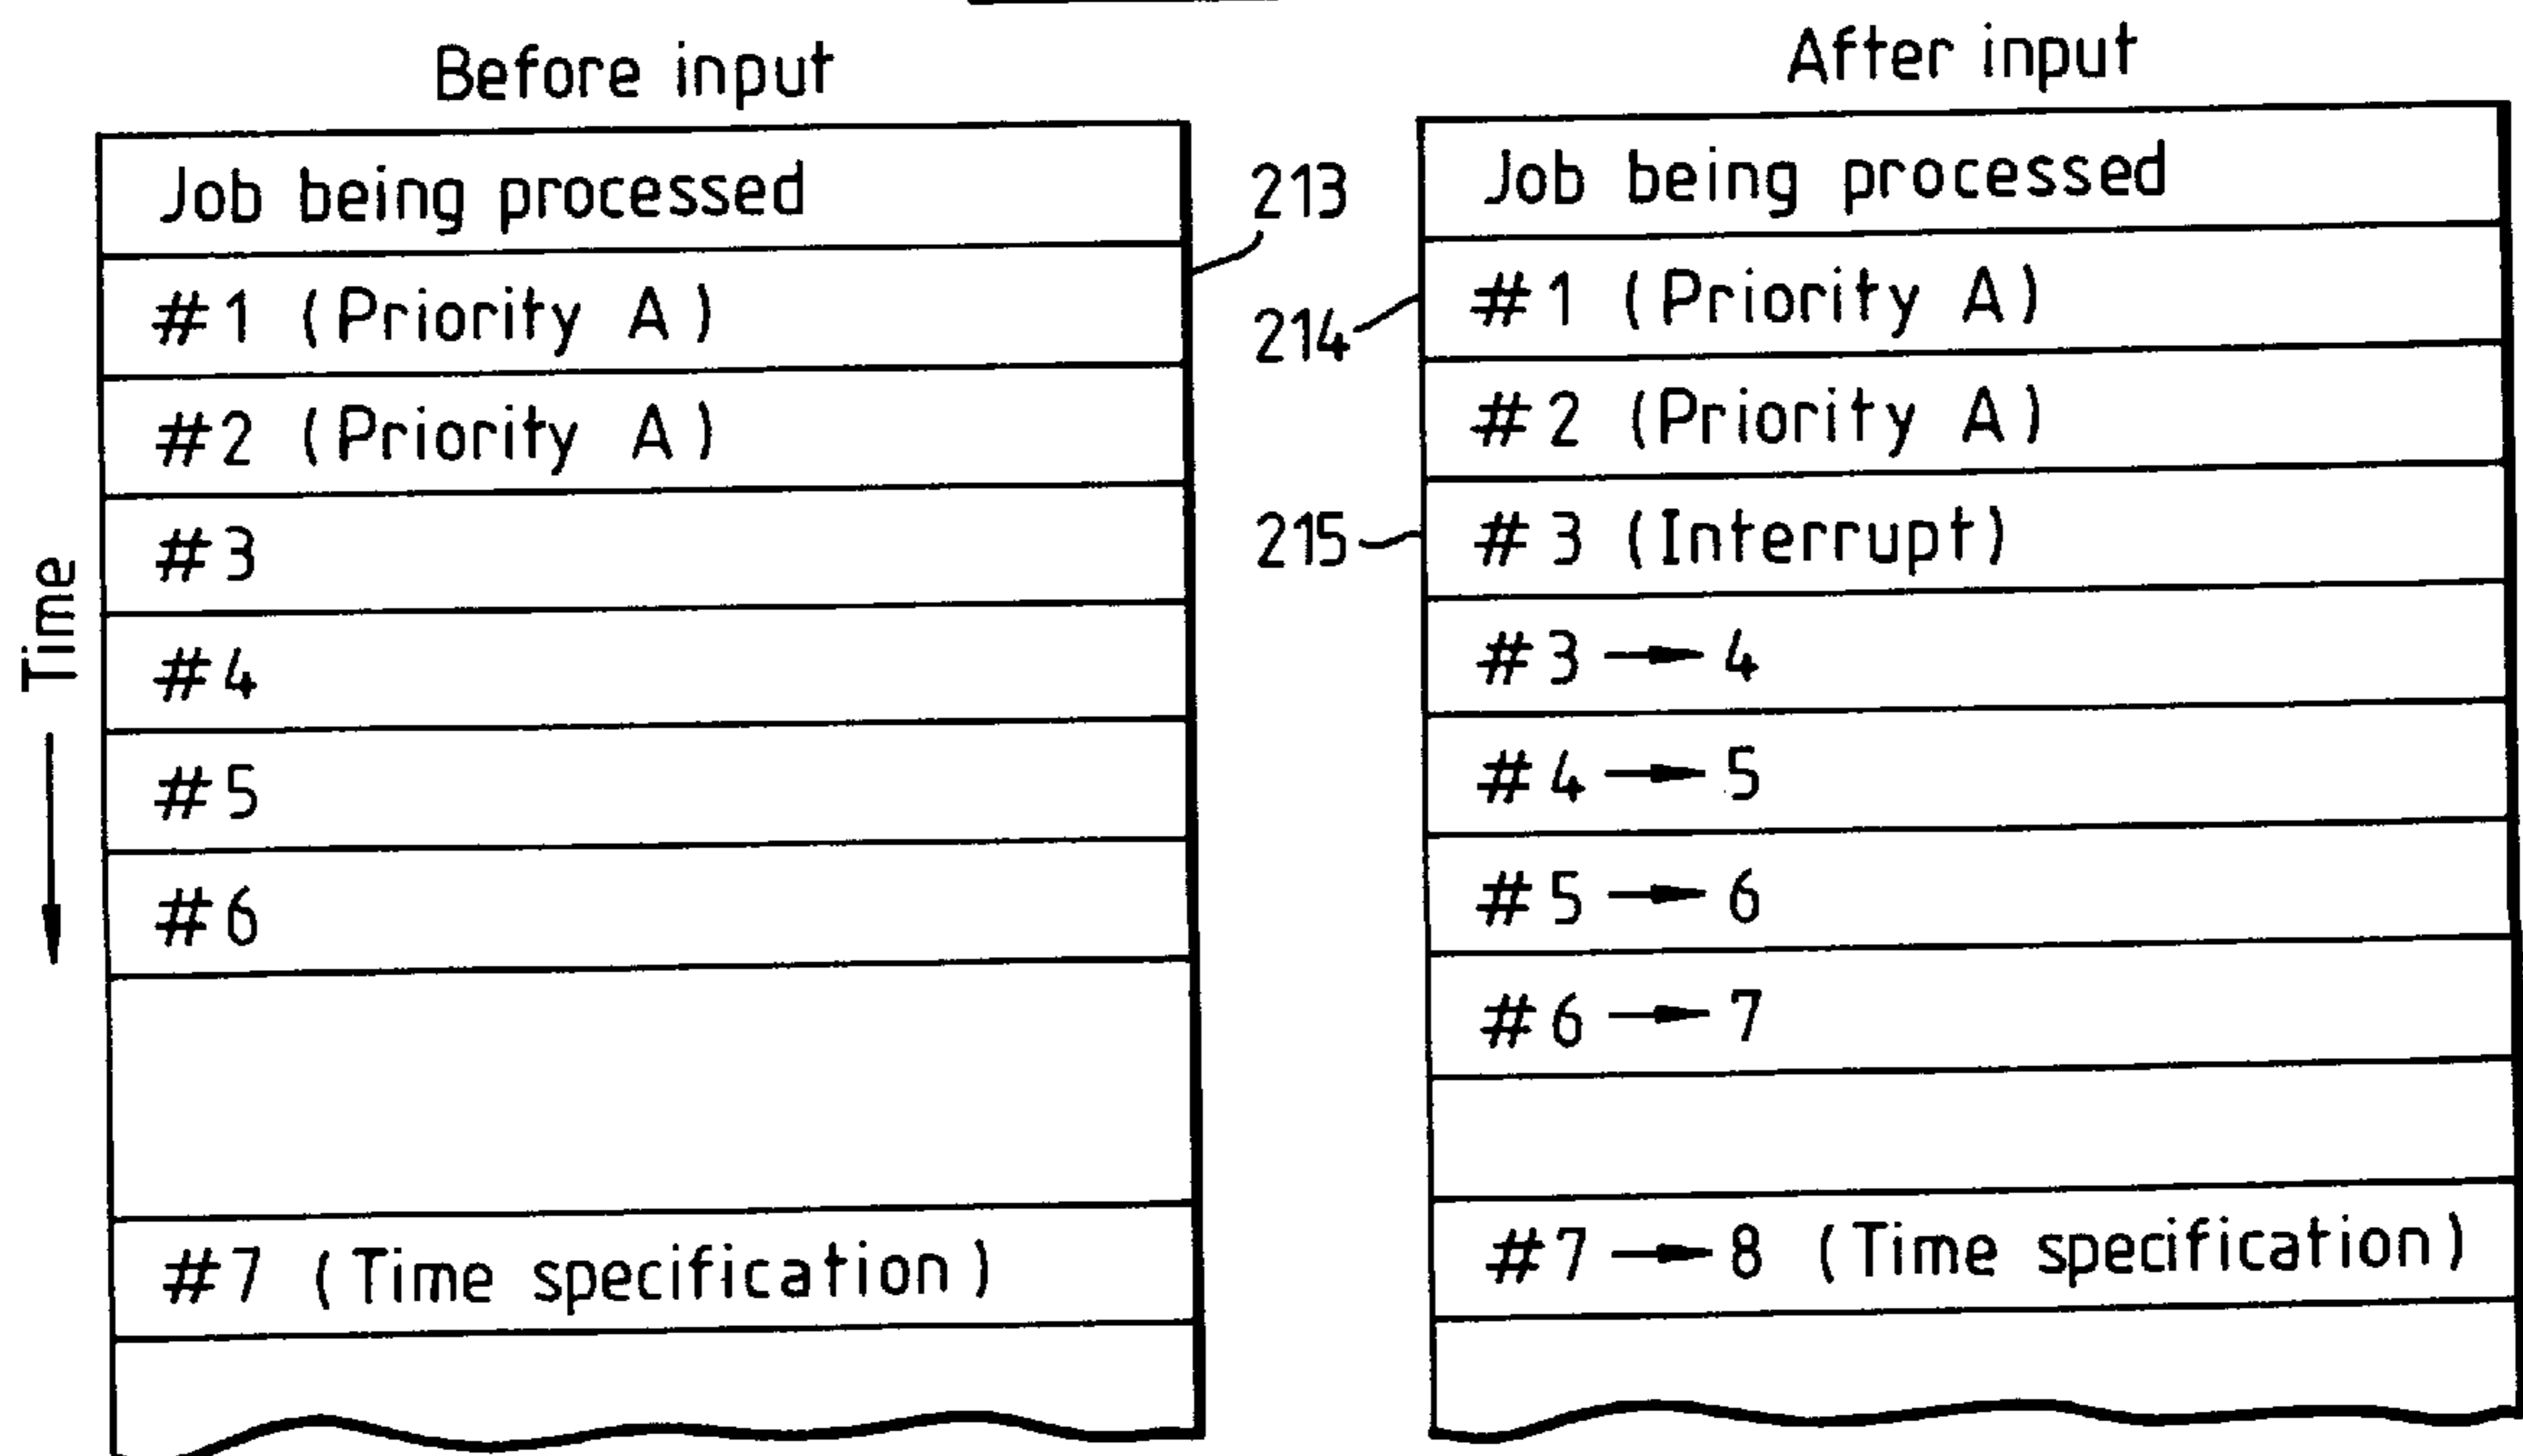 Before input
Job being processed
#1 (Priority A)
#2 (Priority A)
#3
#4
#5
#6
#7 (Time specification)
Time
213
214
215
After input
Job being processed
#1 (Priority A)
#2 (Priority A)
#3 (Interrupt)
#3 → 4
#4 → 5
#5 → 6
#6 → 7
#7 → 8 (Time specification)